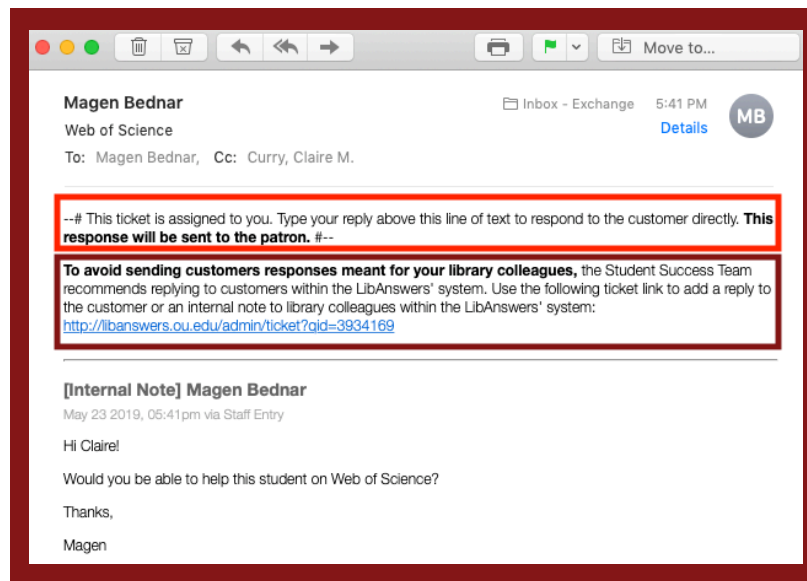 Move to...
Magen Bednar
Inbox - Exchange 5:41 PM
MB
Web of Science
Details
To: Magen Bednar, Cc: Curry, Claire M.
--# This ticket is assigned to you. Type your reply above this line of text to respond to the customer directly. This
response will be sent to the patron. #--
To avoid sending customers responses meant for your library colleagues, the Student Success Team
recommends replying to customers within the LibAnswers' system. Use the following ticket link to add a reply to
the customer or an internal note to library colleagues within the LibAnswers' system:
http://libanswers.ou.edu/admin/ticket?qid=3934169
[Internal Note] Magen Bednar
May 23 2019, 05:41pm via Staff Entry
Hi Claire!
Would you be able to help this student on Web of Science?
Thanks,
Magen